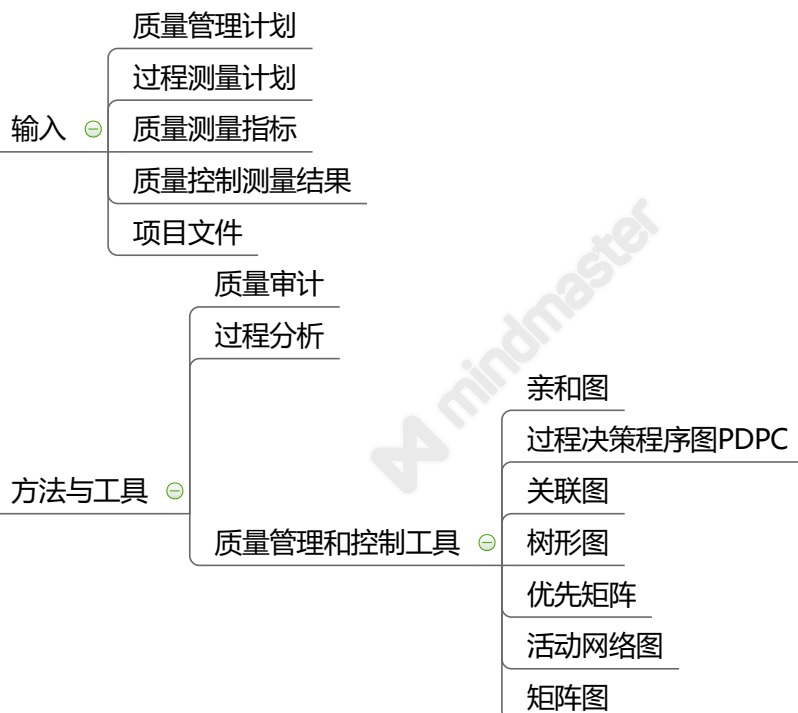 质量管理计划
过程测量计划
输入
质量测量指标
质量控制测量结果
项目文件
质量审计
过程分析
亲和图
过程决策程序图PDPC
方法与工具
关联图
质量管理和控制工具
树形图
优先矩阵
活动网络图
矩阵图
mindmaster